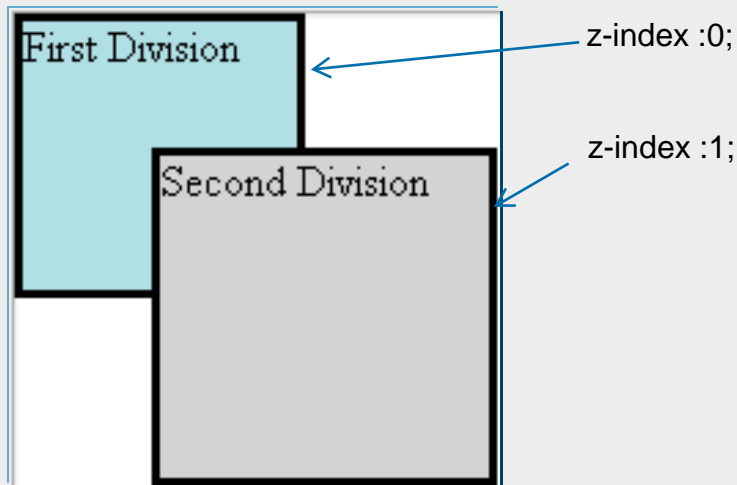 First Division
z-index :0;
z-index :1;
Second Division